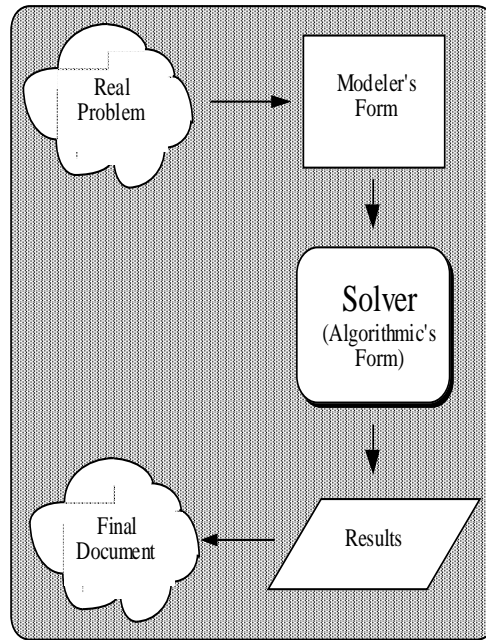 Real
Problem
Modeler's
Form
Solver
(Algorithmic's
Form)
Results
Final
Document